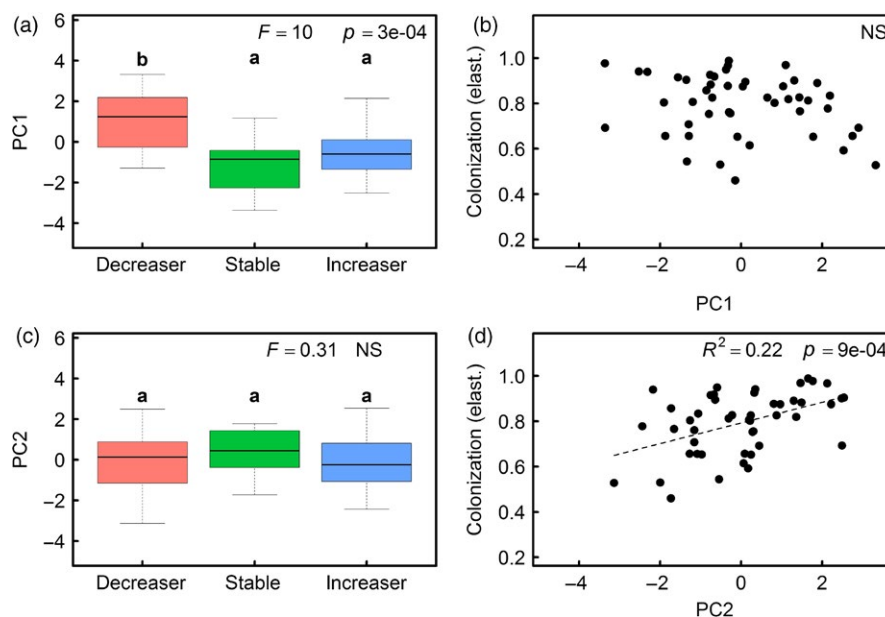 (a)
F = 10 p = 3e-04
b a a
6
4
2
0
−2
−4
PC1
Decreaser Stable Increaser
(b)
NS
1.0
0.8
0.6
0.4
0.2
Colonization (elast.)
−4 −2 0 2
PC1
(c)
F = 0.31 NS
a a a
6
4
2
0
−2
−4
PC2
Decreaser Stable Increaser
(d)
R² = 0.22 p = 9e-04
1.0
0.8
0.6
0.4
0.2
Colonization (elast.)
−4 −2 0 2
PC2